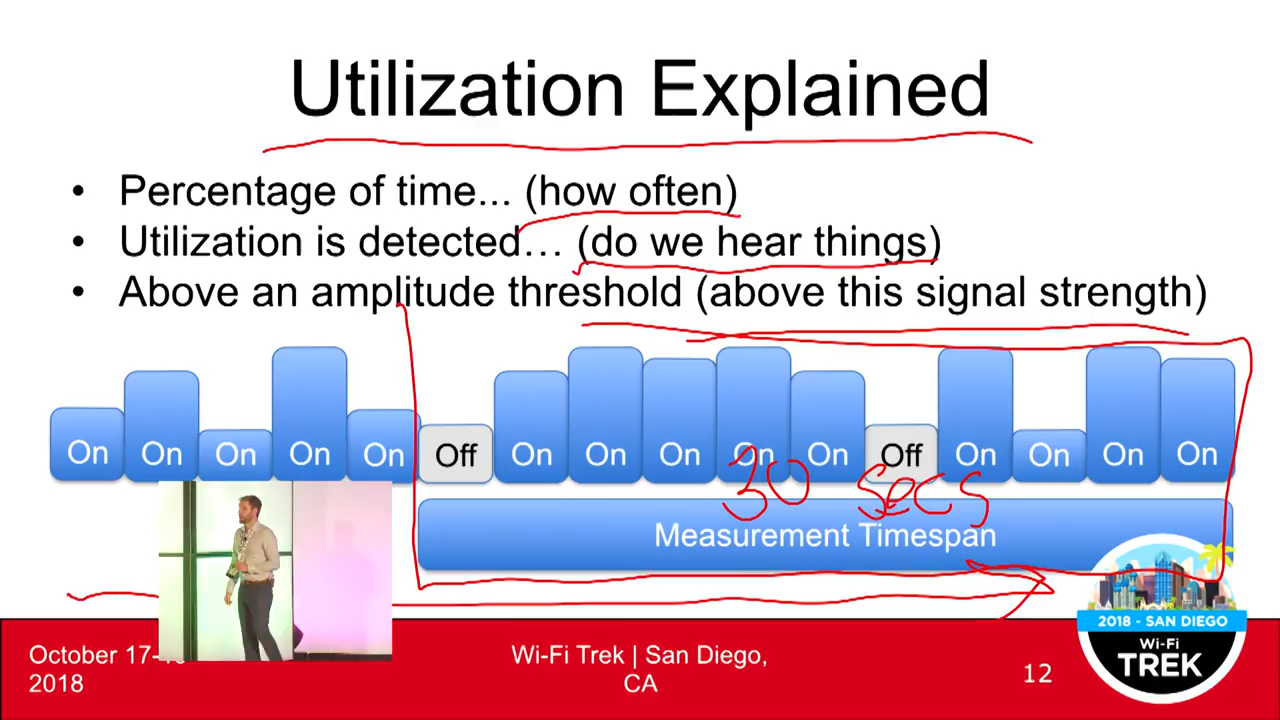 Utilization Explained
• Percentage of time... (how often)
• Utilization is detected... (do we hear things)
• Above an amplitude threshold (above this signal strength)
On On On On On Off On On On On On Off On On On On
30 secs
Measurement Timespan
October 17-
2018
Wi-Fi Trek | San Diego,
CA
12
2018 - SAN DIEGO
Wi-Fi
TREK